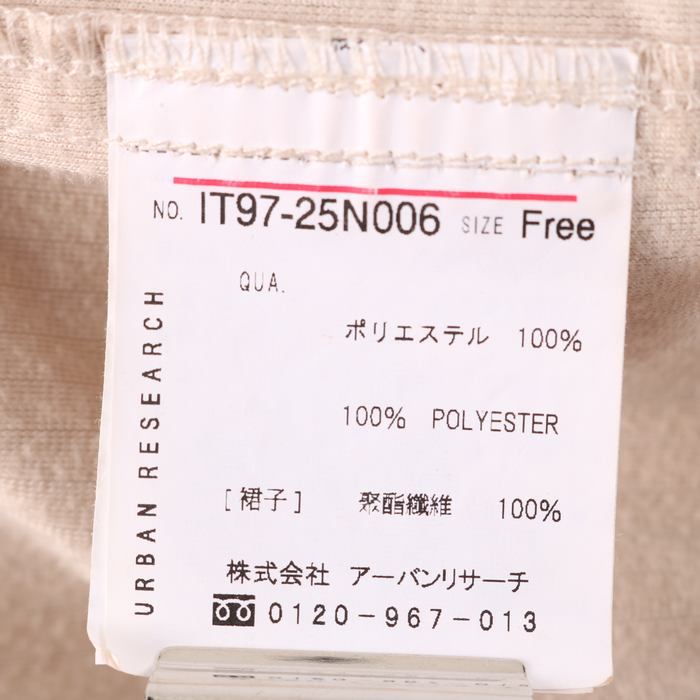 NO. IT97-25N006 SIZE Free
QUA.
ポリエステル 100%
100% POLYESTER
[裙子] 聚酯纖維 100%
株式会社 アーバンリサーチ
0120-967-013
URBAN RESEARCH